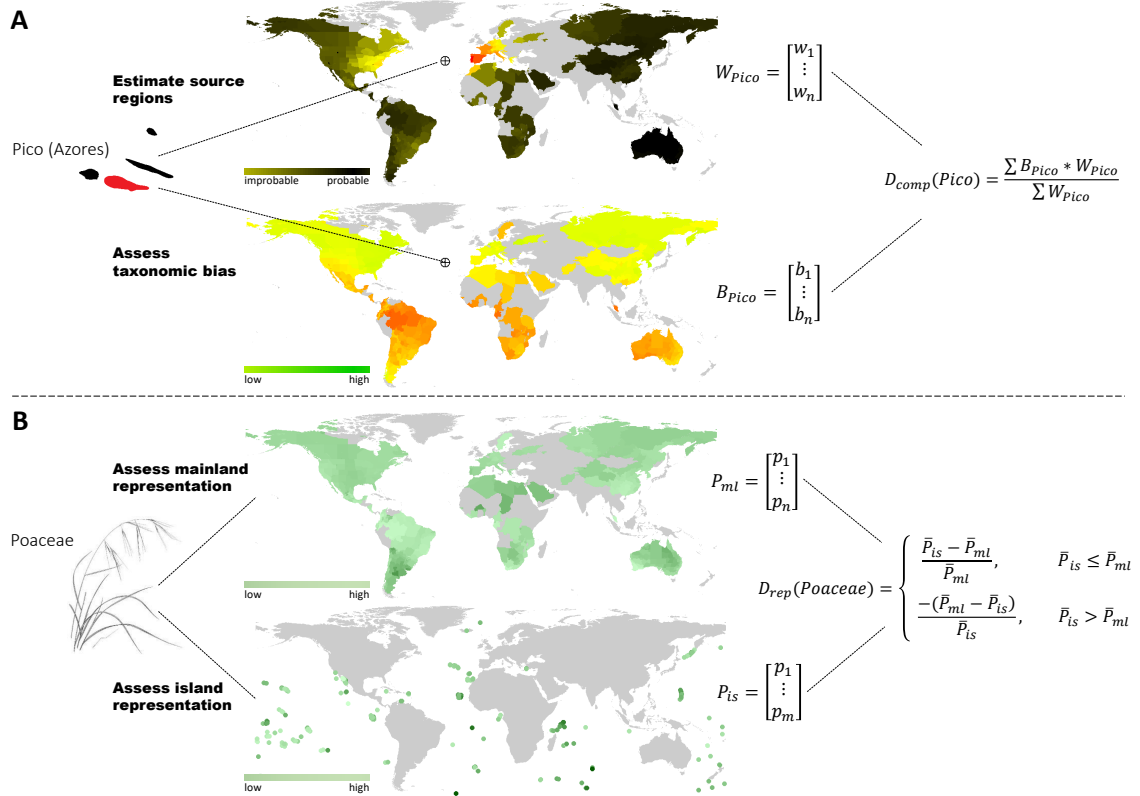 A
Estimate source
regions
Pico (Azores)
improbable probable
Assess
taxonomic bias
low high
W_Pico = [w_1 ⋮ w_n]
B_Pico = [b_1 ⋮ b_n]
D_comp(Pico) = ∑ B_Pico * W_Pico / ∑ W_Pico
B
Assess mainland
representation
Poaceae
low high
Assess island
representation
low high
P_ml = [p_1 ⋮ p_n]
P_is = [p_1 ⋮ p_m]
D_rep(Poaceae) = {
(P̅_is − P̅_ml) / P̅_ml, P̅_is ≤ P̅_ml
−(P̅_ml − P̅_is) / P̅_is, P̅_is > P̅_ml